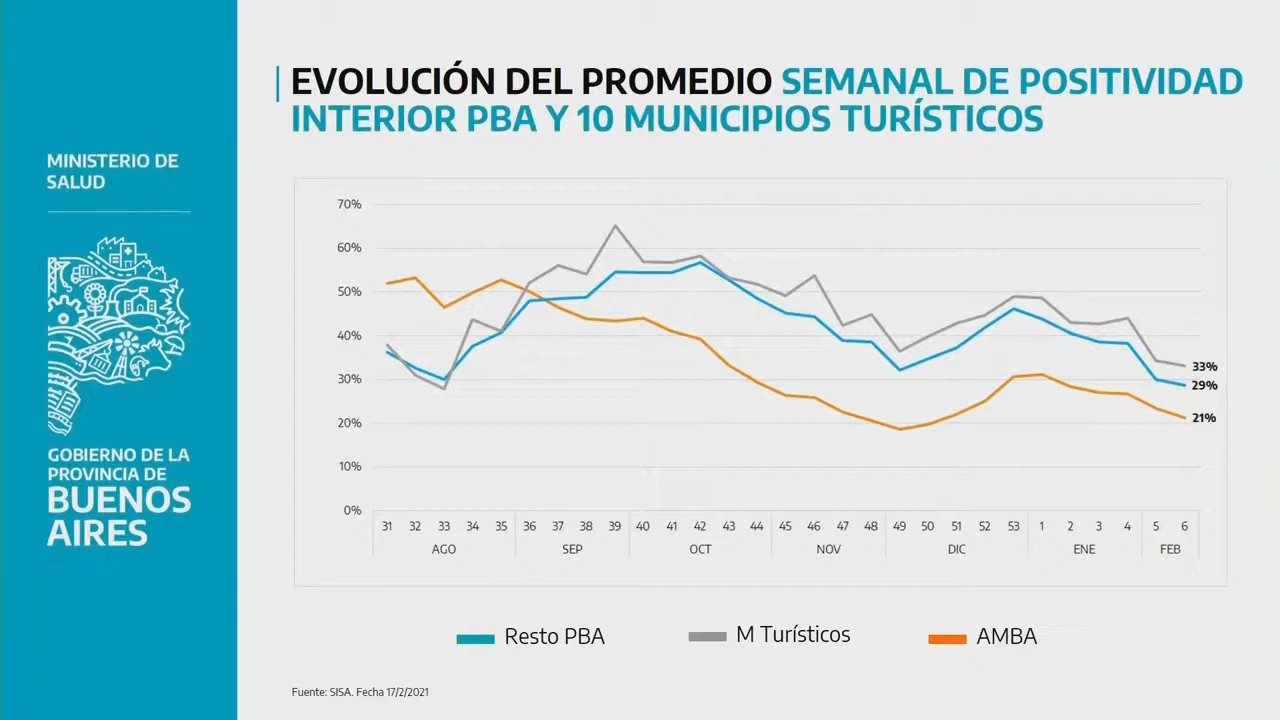 EVOLUCIÓN DEL PROMEDIO SEMANAL DE POSITIVIDAD
INTERIOR PBA Y 10 MUNICIPIOS TURÍSTICOS
MINISTERIO DE
SALUD
GOBIERNO DE LA
PROVINCIA DE
BUENOS
AIRES
70%
60%
50%
40%
30%
20%
10%
0%
33%
29%
21%
31 32 33 34 35 36 37 38 39 40 41 42 43 44 45 46 47 48 49 50 51 52 53 1 2 3 4 5 6
AGO SEP OCT NOV DIC ENE FEB
Resto PBA M Turísticos AMBA
Fuente: SISA. Fecha 17/2/2021